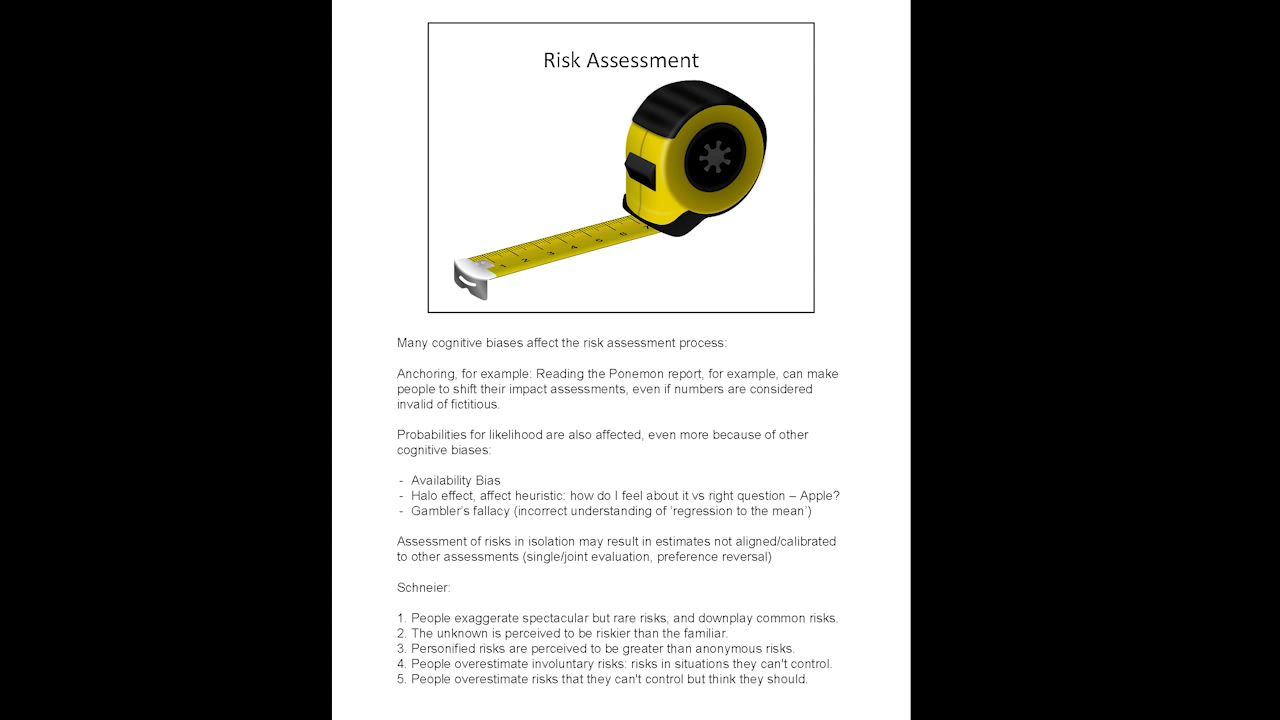 Risk Assessment
1 2 3 4 5 6 7
Many cognitive biases affect the risk assessment process:
Anchoring, for example: Reading the Ponemon report, for example, can make
people to shift their impact assessments, even if numbers are considered
invalid of fictitious.
Probabilities for likelihood are also affected, even more because of other
cognitive biases:
- Availability Bias
- Halo effect, affect heuristic: how do I feel about it vs right question – Apple?
- Gambler's fallacy (incorrect understanding of 'regression to the mean')
Assessment of risks in isolation may result in estimates not aligned/calibrated
to other assessments (single/joint evaluation, preference reversal)
Schneier:
1. People exaggerate spectacular but rare risks, and downplay common risks.
2. The unknown is perceived to be riskier than the familiar.
3. Personified risks are perceived to be greater than anonymous risks.
4. People overestimate involuntary risks: risks in situations they can't control.
5. People overestimate risks that they can't control but think they should.